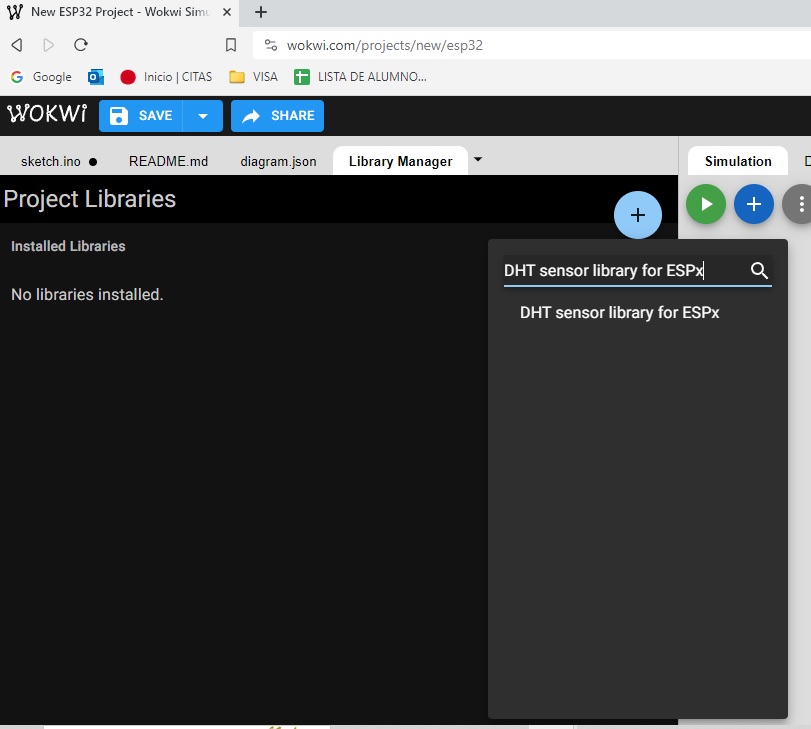 New ESP32 Project - Wokwi Simu
wokwi.com/projects/new/esp32
Google
Inicio | CITAS
VISA
LISTA DE ALUMNO...
WOKWi
SAVE
SHARE
sketch.ino
README.md
diagram.json
Library Manager
Simulation
D
Project Libraries
Installed Libraries
No libraries installed.
DHT sensor library for ESPx
DHT sensor library for ESPx